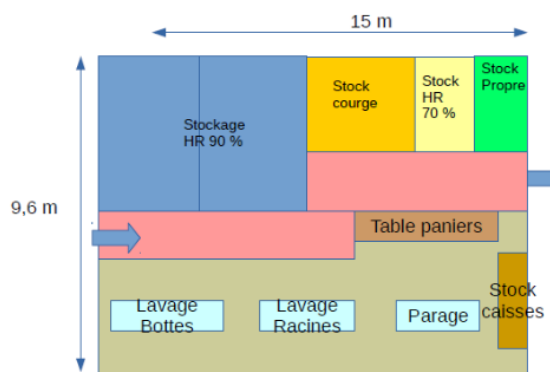 15 m
Stock
courge
Stock
HR
70 %
Stock
Propre
Stockage
HR 90 %
9,6 m
Table paniers
Stock
caisses
Lavage
Bottes
Lavage
Racines
Parage